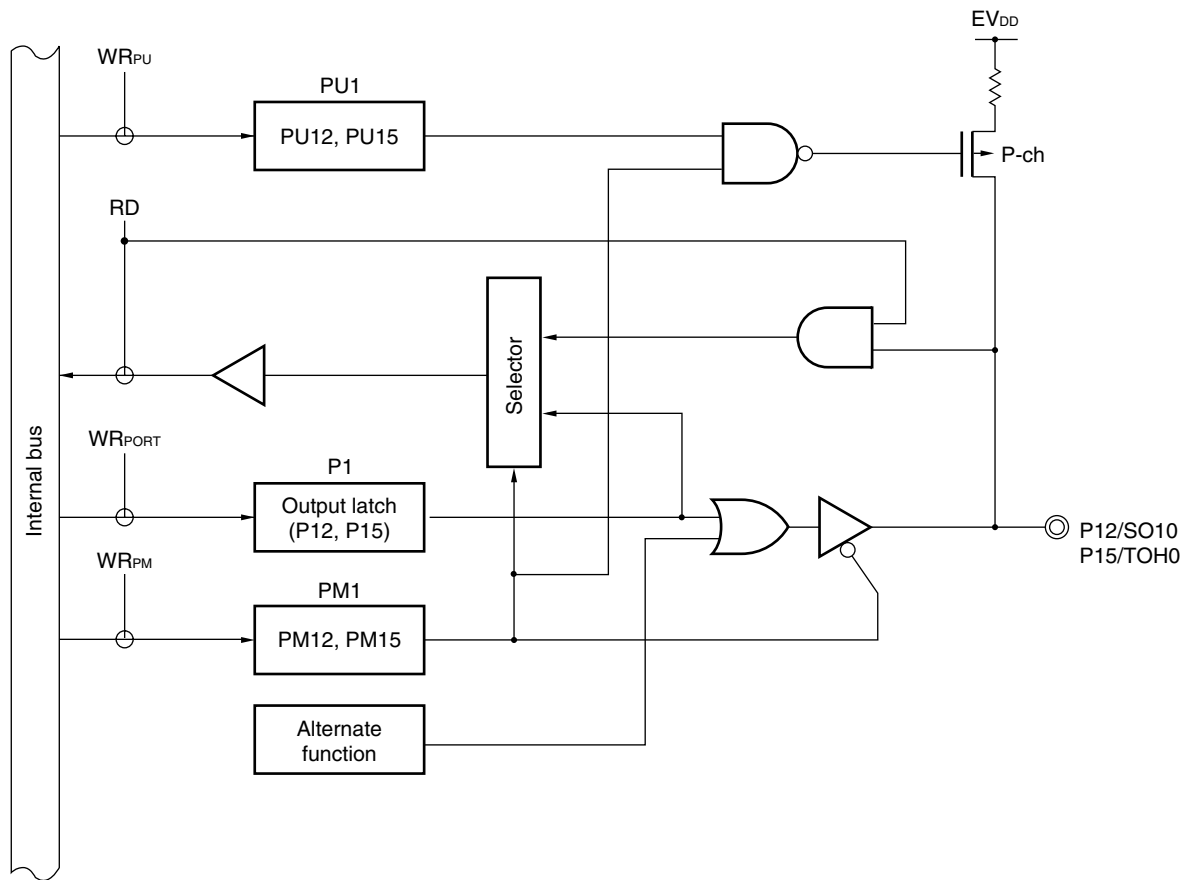 EVDD
WRPU
PU1
PU12, PU15
P-ch
RD
Selector
Internal bus
WRPORT
P1
Output latch
(P12, P15)
P12/SO10
P15/TOH0
WRPM
PM1
PM12, PM15
Alternate
function